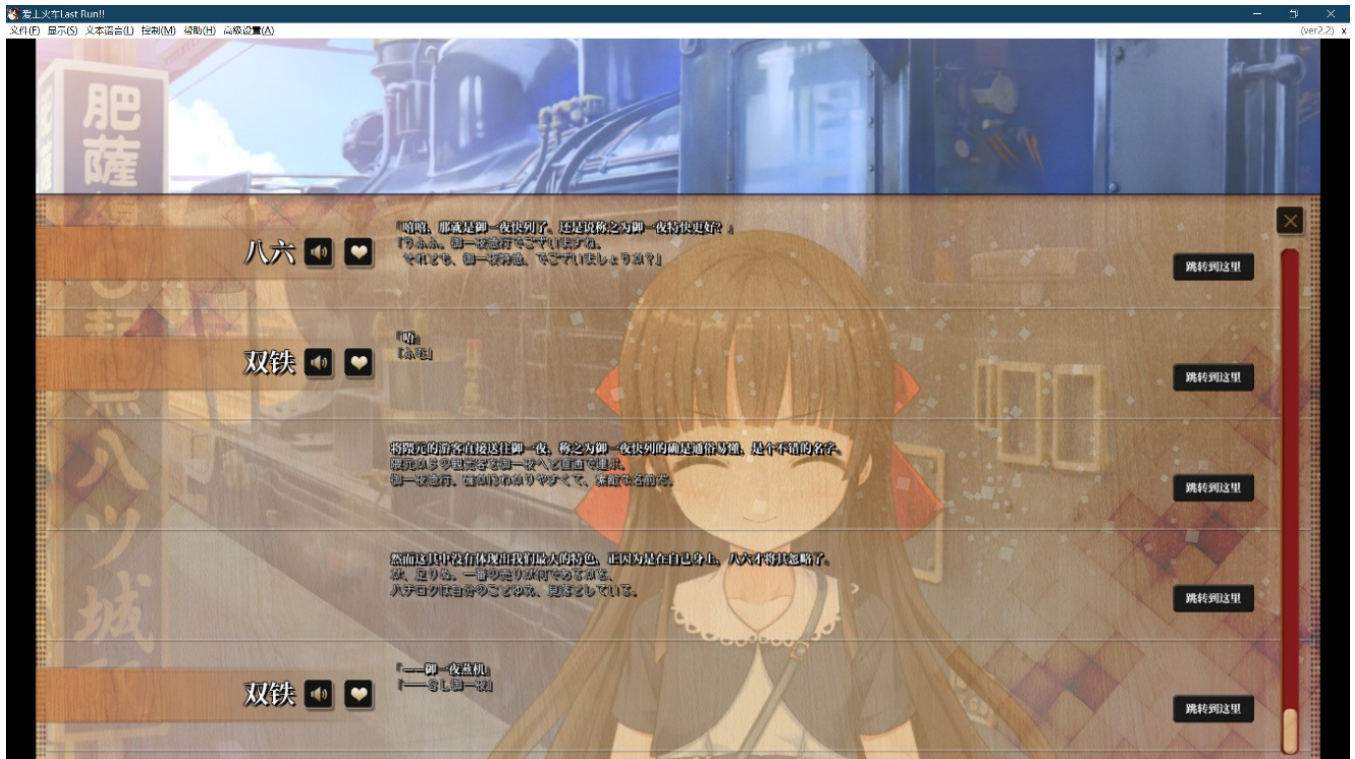 爱上火车Last Run!!
文件(F) 显示(S) 文本语言(L) 控制(M) 帮助(H) 高级设置(A)
(ver2.2) x
肥薩
八六
『嘻嘻，那就是御一夜快列了。还是说称之为御一夜特快更好？』
『うふふ。御一夜急行でございますね。
それとも、御一夜特急、でございましょうか？』
跳转到这里
双铁
『唔』
『ふむ』
跳转到这里
将隈元的游客直接送往御一夜，称之为御一夜快列的确是通俗易懂，是个不错的名字。
隈元からの観光客を御一夜へと直通で運ぶ。
御一夜急行、確かにわかりやすくて、素敵な名前だ。
跳转到这里
然而这其中没有体现出我们最大的特色，正因为是在自己身上，八六才将其忽略了。
が、足りぬ。一番の売りが何であるかを、
ハチロクは自分のことゆえ、見落としている。
跳转到这里
双铁
『——御一夜蒸机』
『——なし御一夜』
跳转到这里